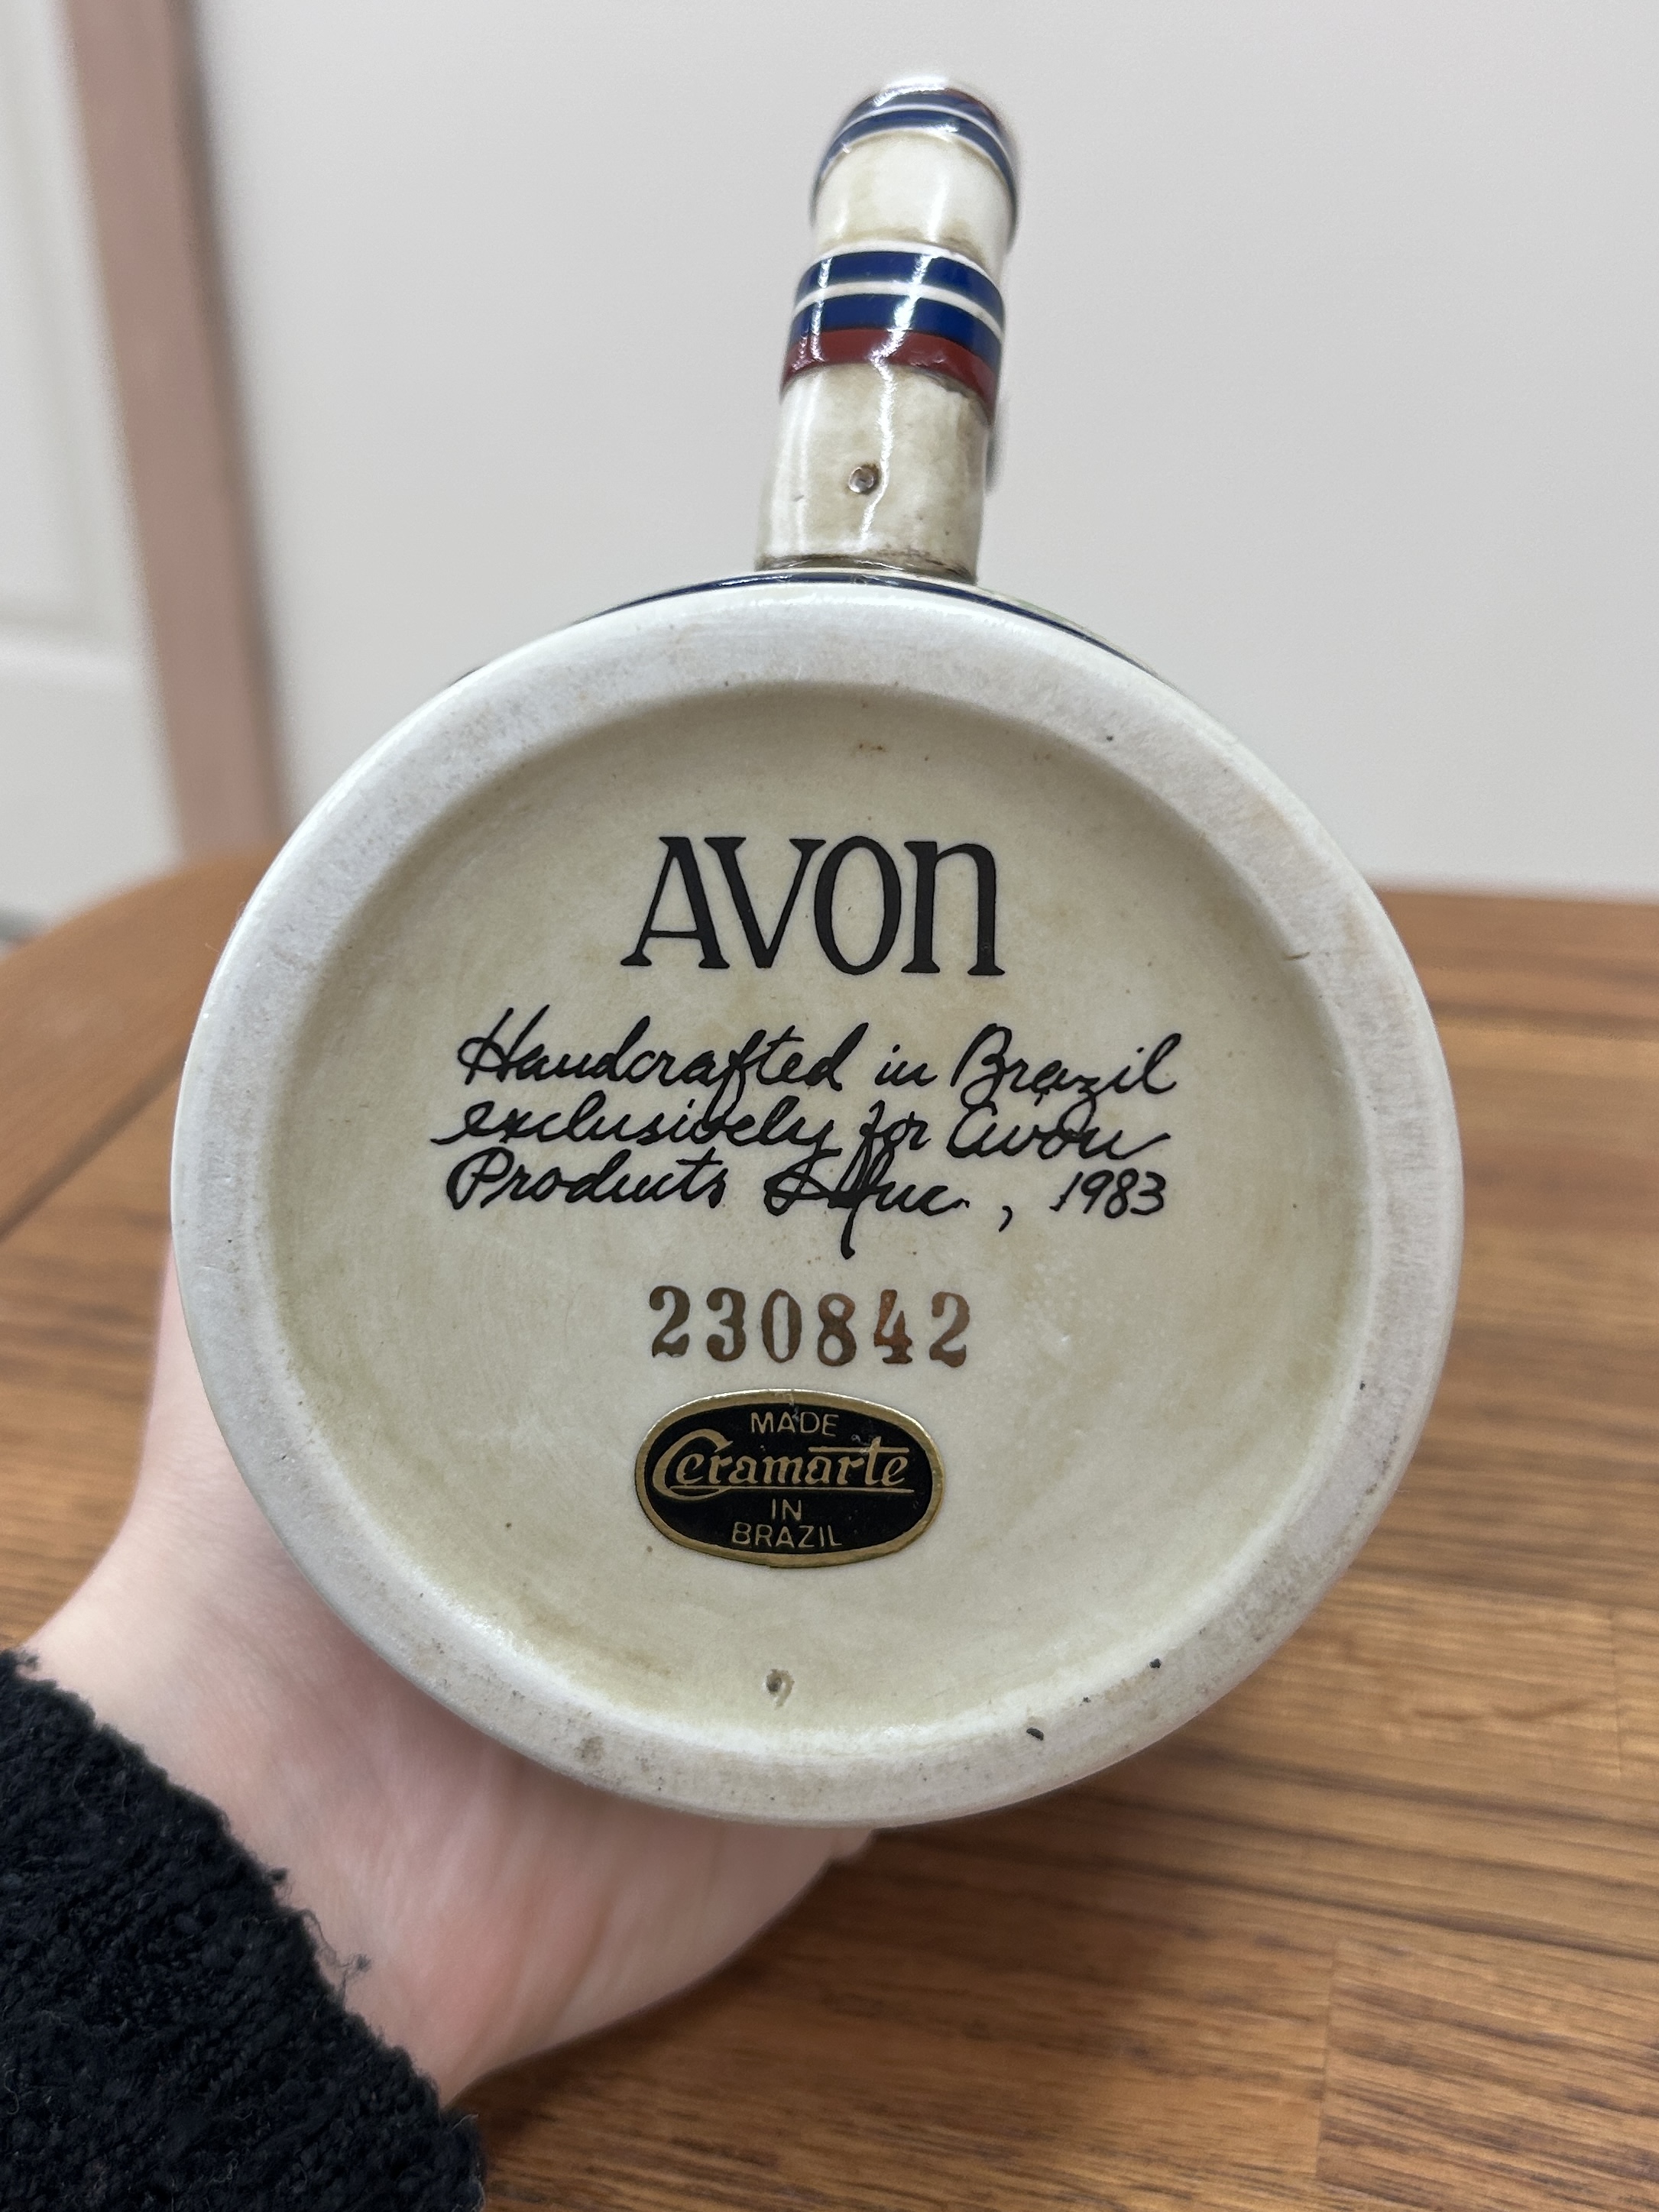 AVON
Handcrafted in Brazil
exclusively for Avon
Products Inc., 1983
230842
MADE
Ceramarte
IN
BRAZIL